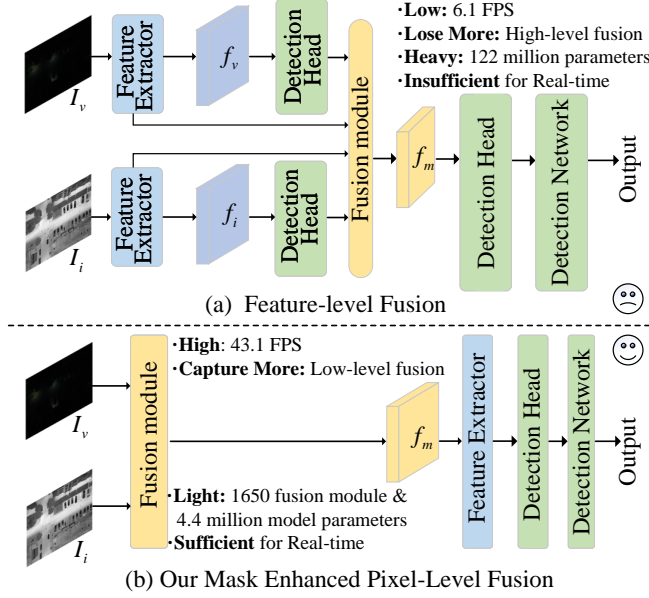 I_v
Feature
Extractor
f_v
Detection
Head
·Low: 6.1 FPS
·Lose More: High-level fusion
·Heavy: 122 million parameters
·Insufficient for Real-time
Fusion module
f_m
Detection Head
Detection Network
Output
I_i
Feature
Extractor
f_i
Detection
Head
(a) Feature-level Fusion
I_v
Fusion module
·High: 43.1 FPS
·Capture More: Low-level fusion
f_m
Feature Extractor
Detection Head
Detection Network
Output
I_i
·Light: 1650 fusion module &
4.4 million model parameters
·Sufficient for Real-time
(b) Our Mask Enhanced Pixel-Level Fusion